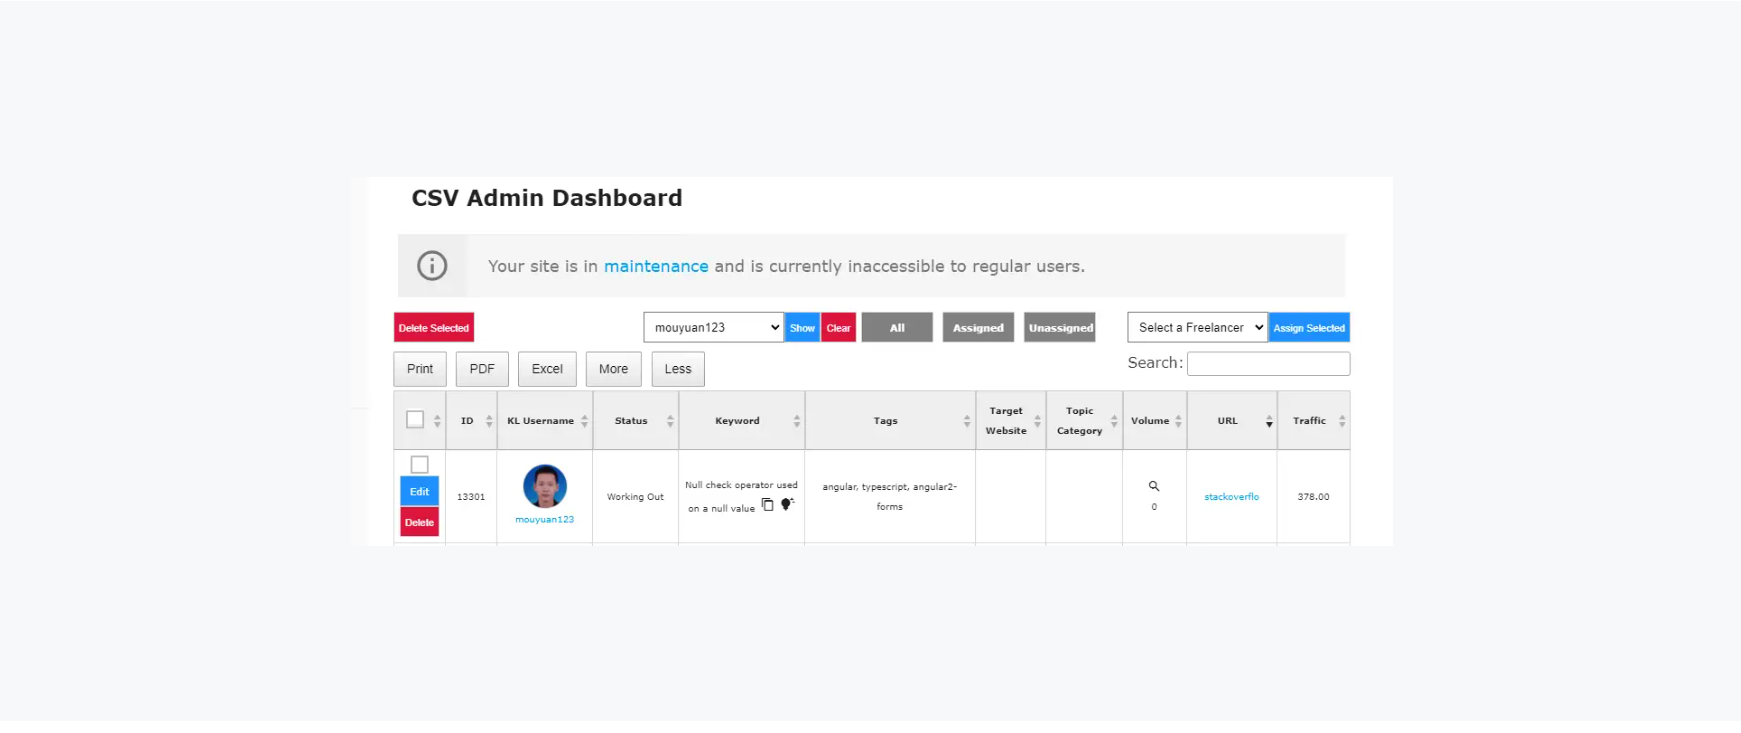 CSV Admin Dashboard
Your site is in maintenance and is currently inaccessible to regular users.
Delete Selected mouyuan123 Show Clear All Assigned Unassigned Select a Freelancer Assign Selected
Print PDF Excel More Less Search:
ID KL Username Status Keyword Tags Target Website Topic Category Volume URL Traffic
Edit
Delete
13301
mouyuan123
Working Out
Null check operator used
on a null value
angular, typescript, angular2-
forms
0
stackoverflo
378.00